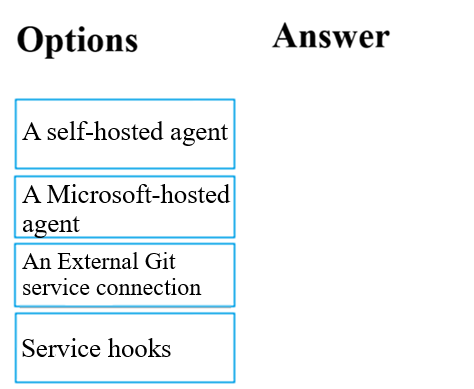 Options
Answer
A self-hosted agent
A Microsoft-hosted
agent
An External Git
service connection
Service hooks